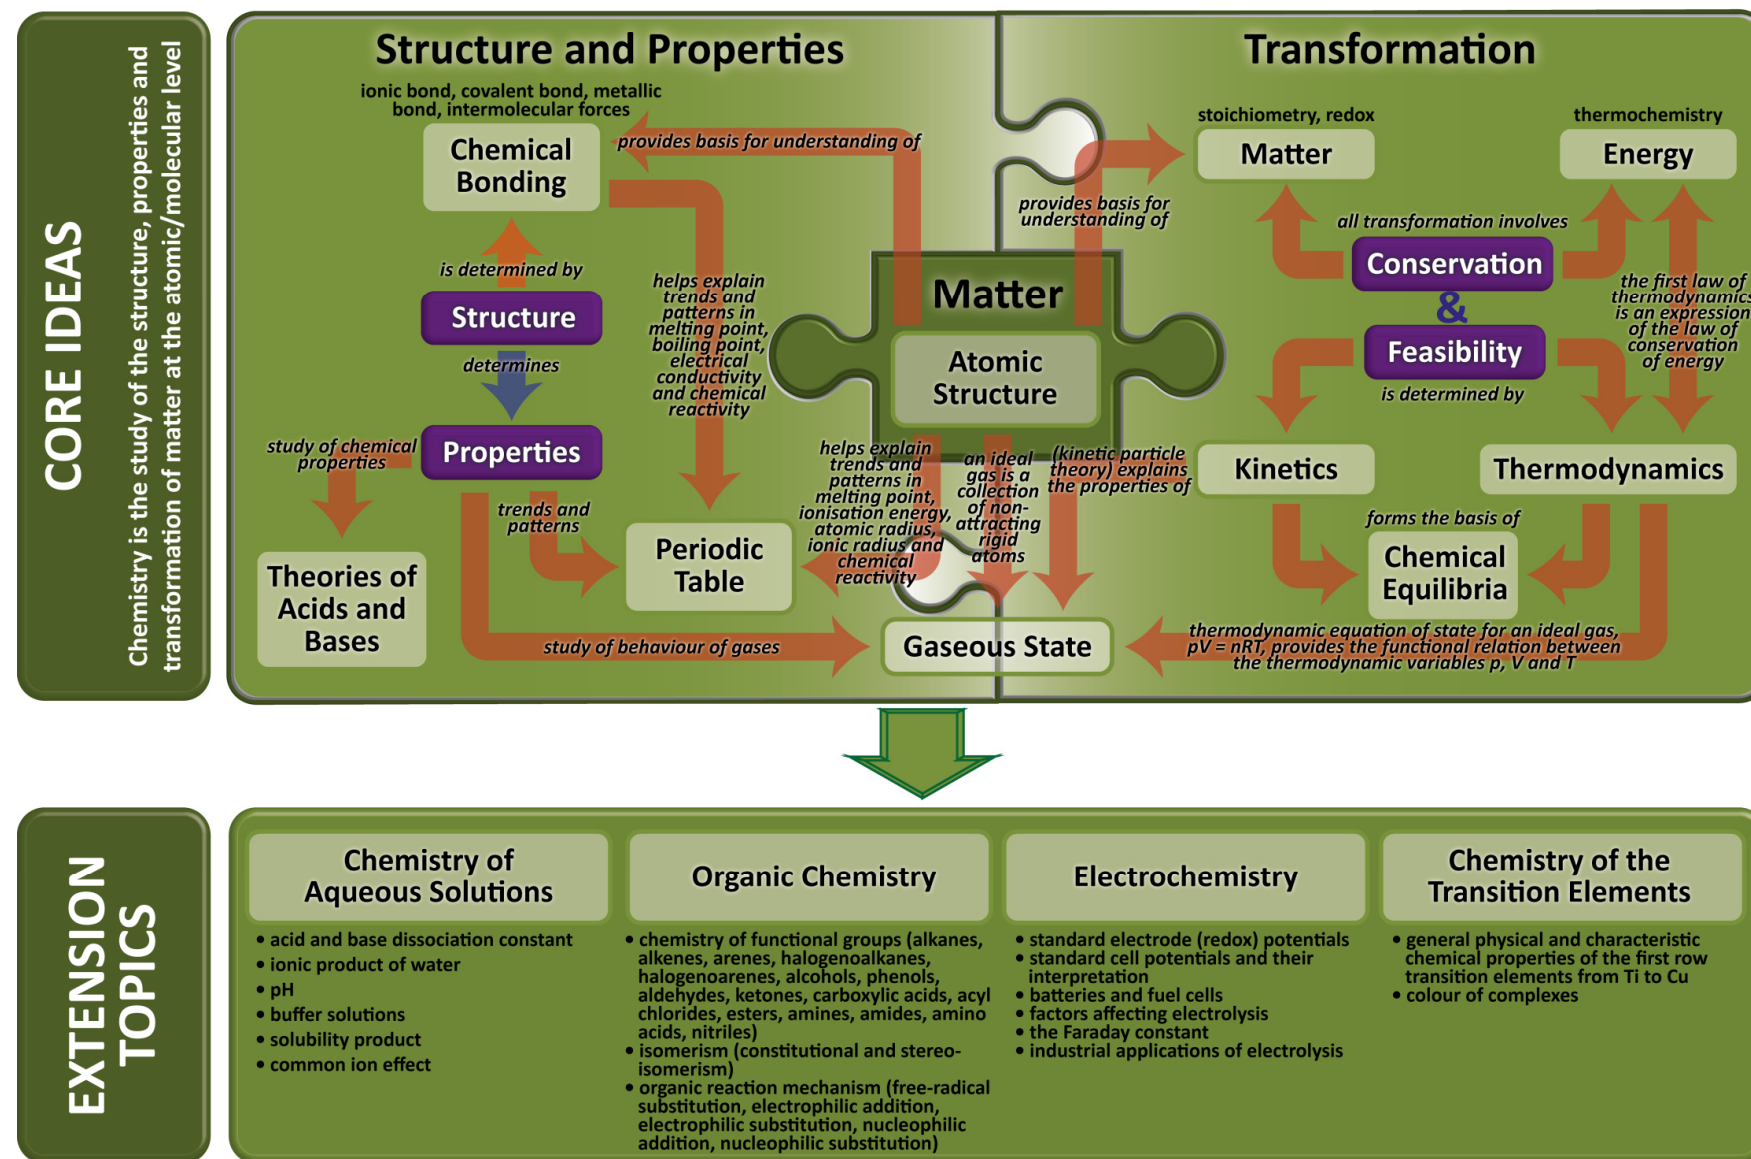 CORE IDEAS
Chemistry is the study of the structure, properties and
transformation of matter at the atomic/molecular level
Structure and Properties
ionic bond, covalent bond, metallic
bond, intermolecular forces
Chemical
Bonding
provides basis for understanding of
is determined by
Structure
determines
Properties
helps explain
trends and
patterns in
melting point,
boiling point,
electrical
conductivity
and chemical
reactivity
study of chemical
properties
trends and
patterns
Theories of
Acids and
Bases
Periodic
Table
study of behaviour of gases
Matter
Atomic
Structure
helps explain
trends and
patterns in
melting point,
ionisation energy,
atomic radius,
ionic radius and
chemical
reactivity
an ideal
gas is a
collection
of non-
attracting
rigid
atoms
(kinetic particle
theory) explains
the properties of
Gaseous State
Transformation
provides basis for
understanding of
stoichiometry, redox
Matter
thermochemistry
Energy
all transformation involves
Conservation
&
Feasibility
is determined by
the first law of
thermodynamics
is an expression
of the law of
conservation
of energy
Kinetics
Thermodynamics
forms the basis of
Chemical
Equilibria
thermodynamic equation of state for an ideal gas,
pV = nRT, provides the functional relation between
the thermodynamic variables p, V and T
EXTENSION
TOPICS
Chemistry of
Aqueous Solutions
• acid and base dissociation constant
• ionic product of water
• pH
• buffer solutions
• solubility product
• common ion effect
Organic Chemistry
• chemistry of functional groups (alkanes,
alkenes, arenes, halogenoalkanes,
halogenoarenes, alcohols, phenols,
aldehydes, ketones, carboxylic acids, acyl
chlorides, esters, amines, amides, amino
acids, nitriles)
• isomerism (constitutional and stereo-
isomerism)
• organic reaction mechanism (free-radical
substitution, electrophilic addition,
electrophilic substitution, nucleophilic
addition, nucleophilic substitution)
Electrochemistry
• standard electrode (redox) potentials
• standard cell potentials and their
interpretation
• batteries and fuel cells
• factors affecting electrolysis
• the Faraday constant
• industrial applications of electrolysis
Chemistry of the
Transition Elements
• general physical and characteristic
chemical properties of the first row
transition elements from Ti to Cu
• colour of complexes